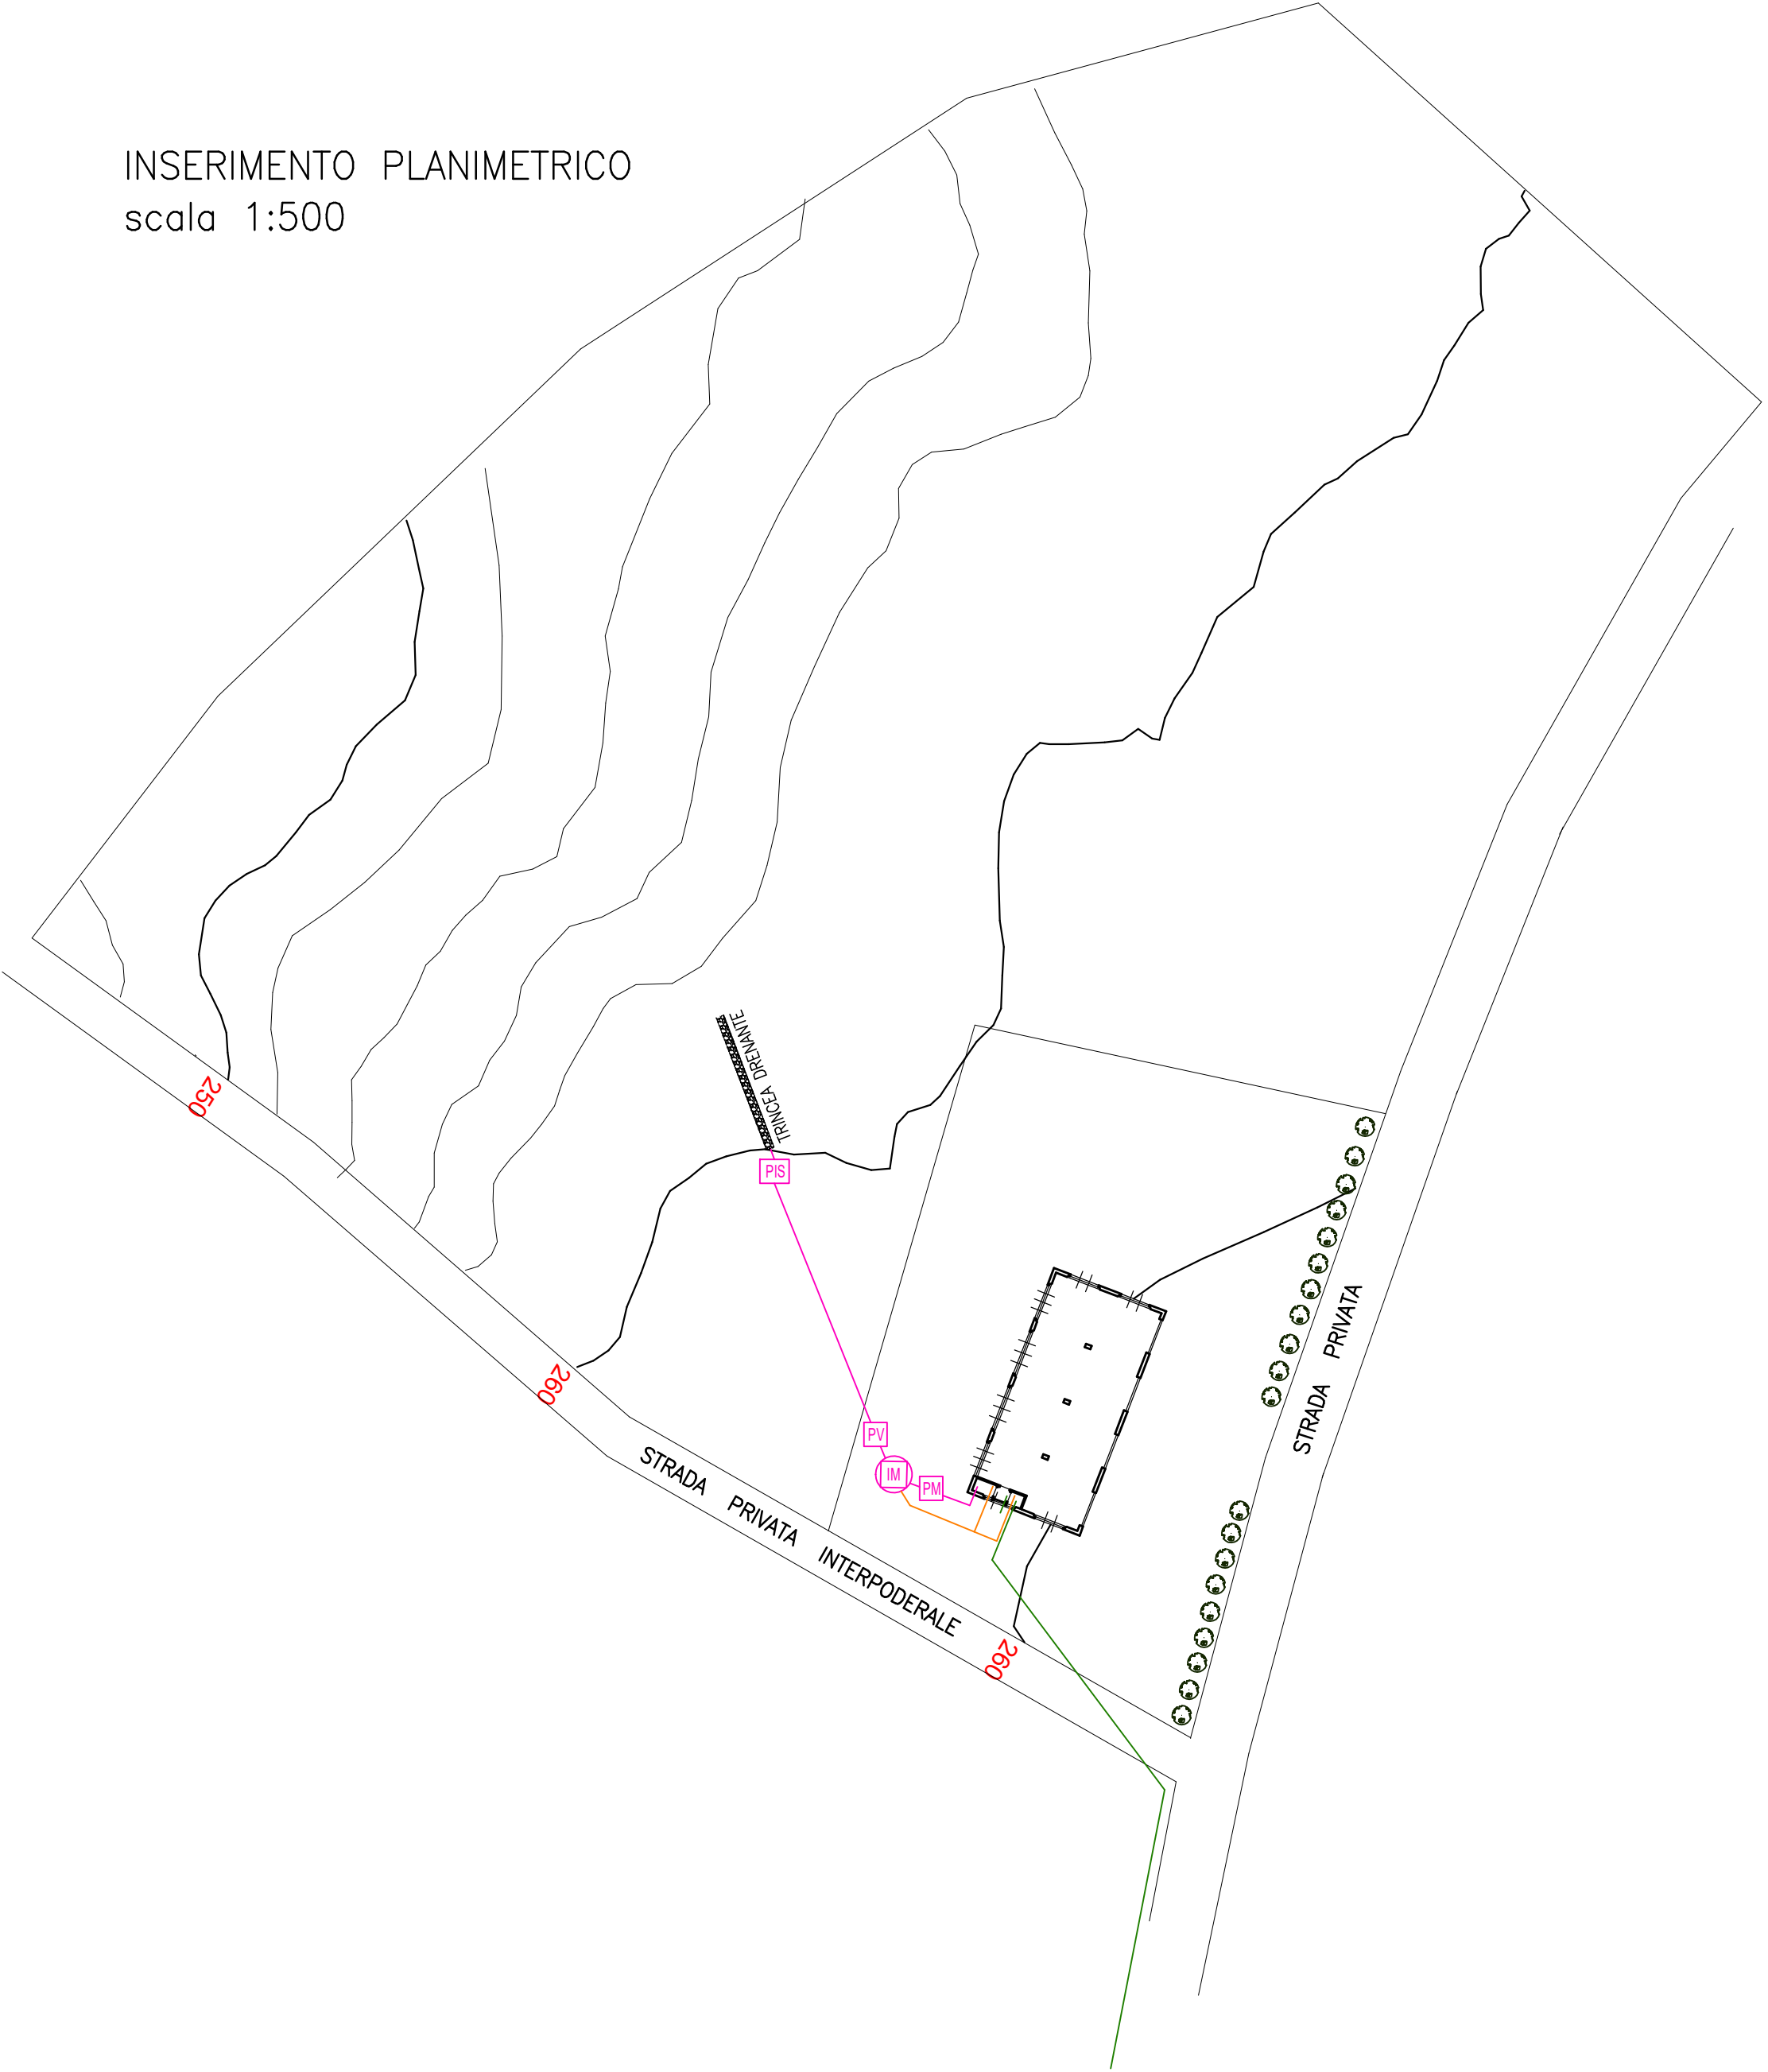 INSERIMENTO PLANIMETRICO
scala 1:500
TRINCEA DRENANTE
250
PIS
260
STRADA PRIVATA
PV
IM
PM
STRADA PRIVATA INTERPODERALE
260